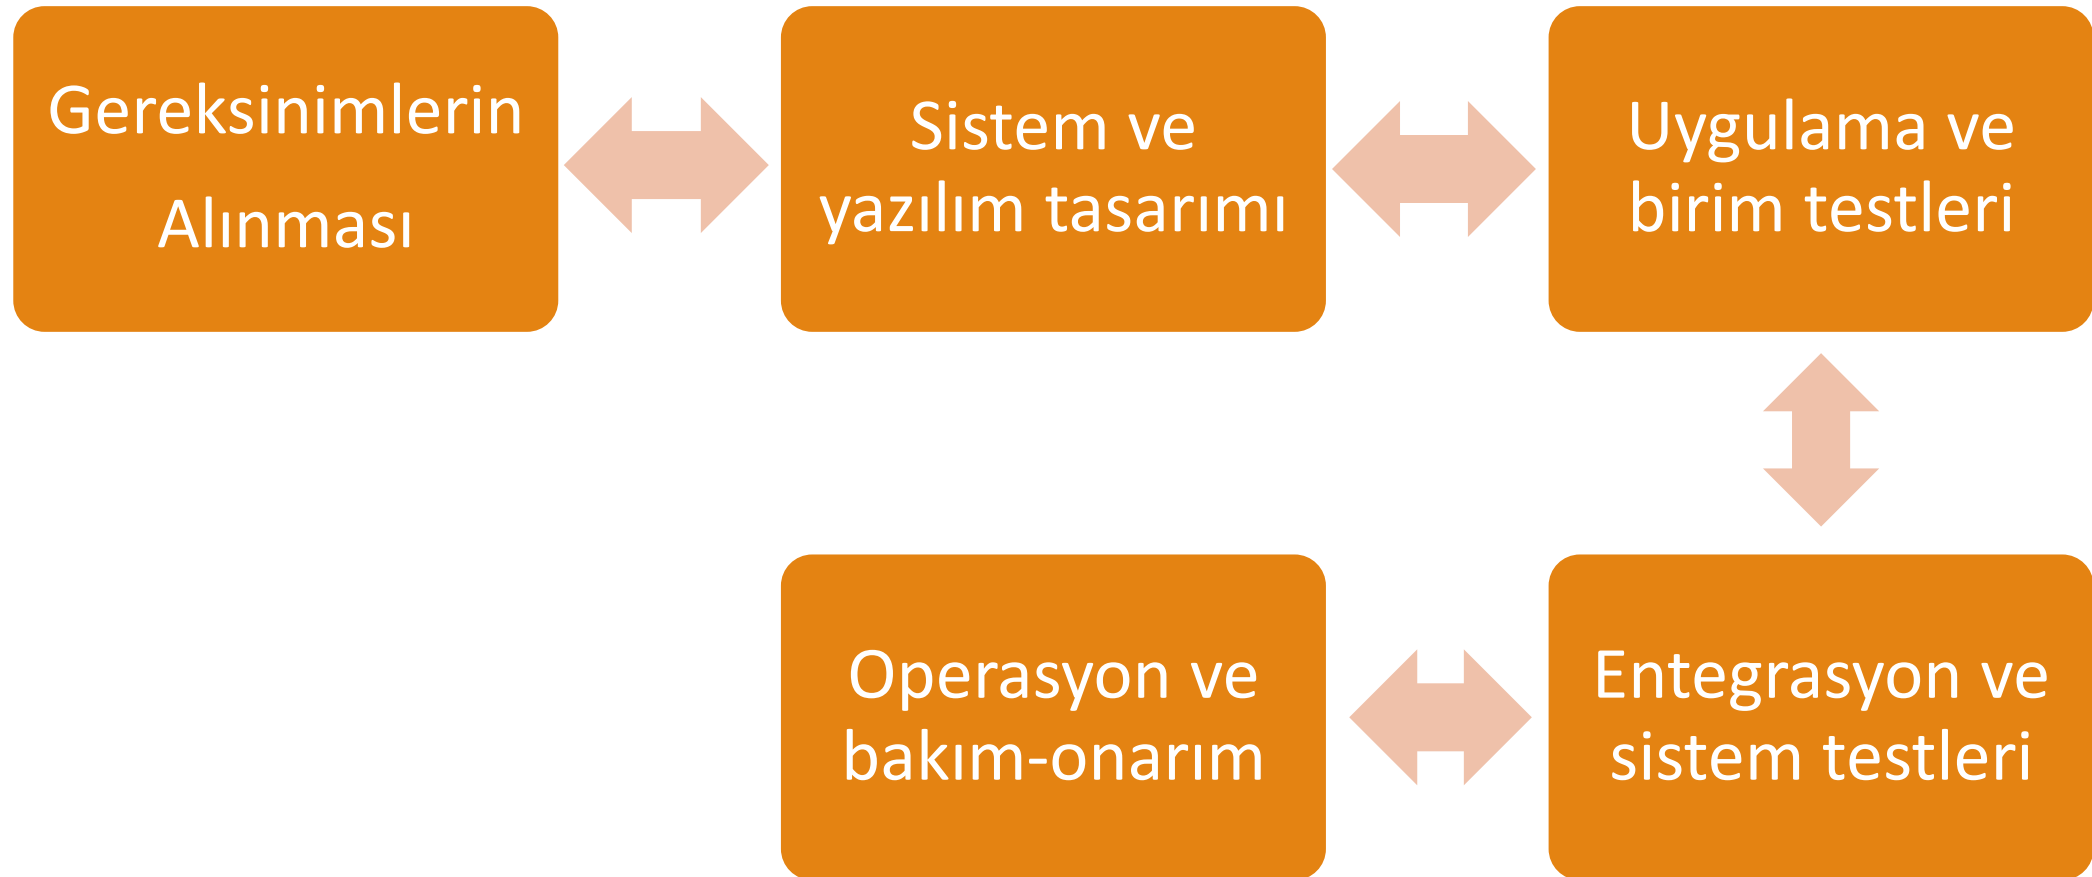 Gereksinimlerin
Alınması
Sistem ve
yazılım tasarımı
Uygulama ve
birim testleri
Entegrasyon ve
sistem testleri
Operasyon ve
bakım-onarım